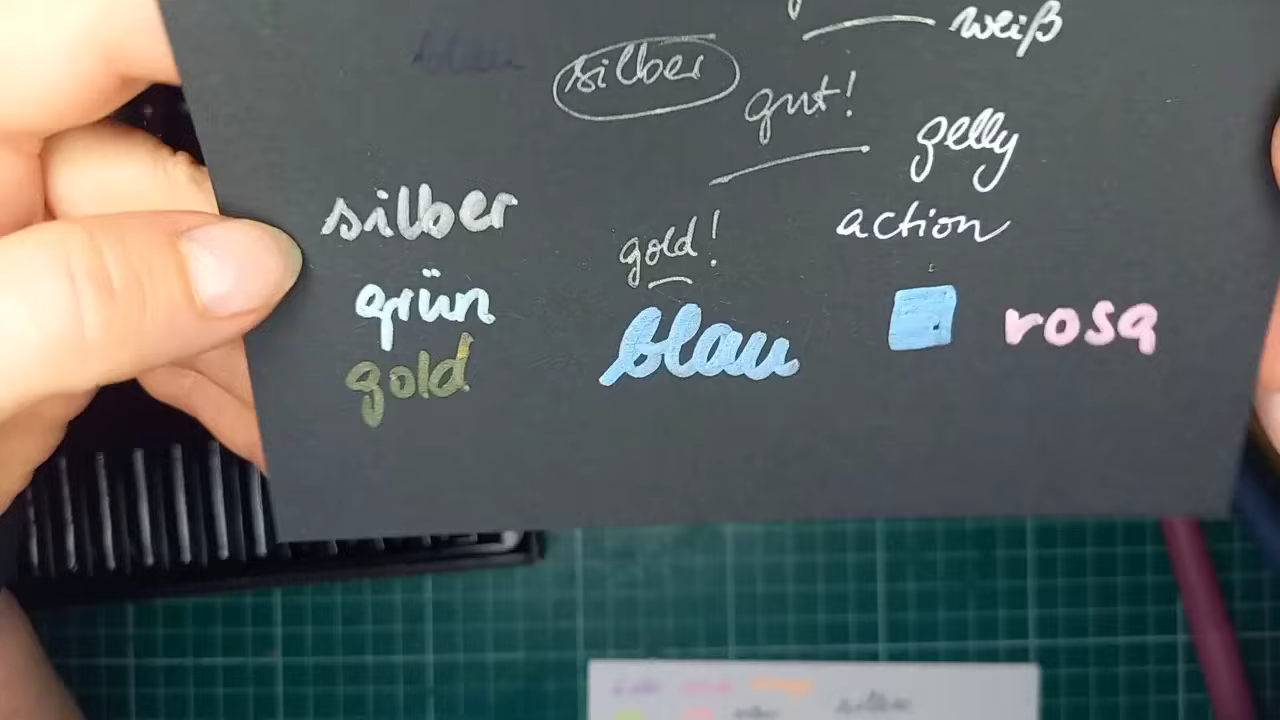 weiß
silber
gut!
gelly
silber
gold!
action
grün
blau
rosa
gold